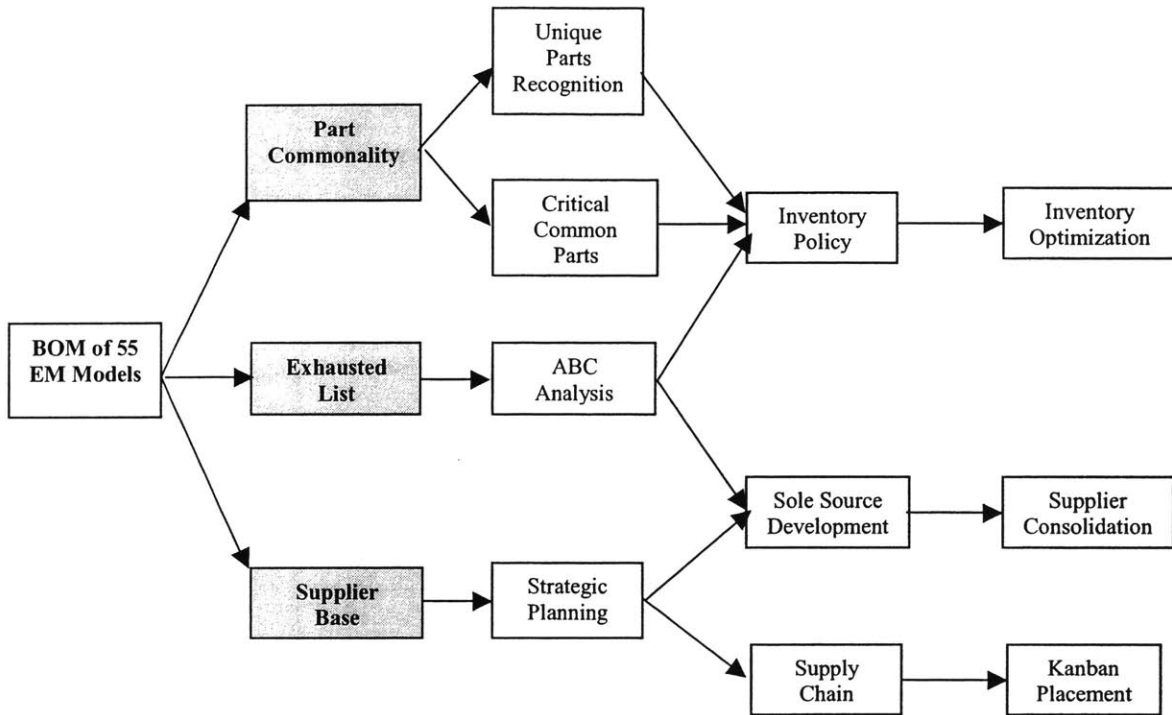 Unique
Parts
Recognition
Part
Commonality
Critical
Common
Parts
Inventory
Policy
Inventory
Optimization
BOM of 55
EM Models
Exhausted
List
ABC
Analysis
Sole Source
Development
Supplier
Consolidation
Supplier
Base
Strategic
Planning
Supply
Chain
Kanban
Placement